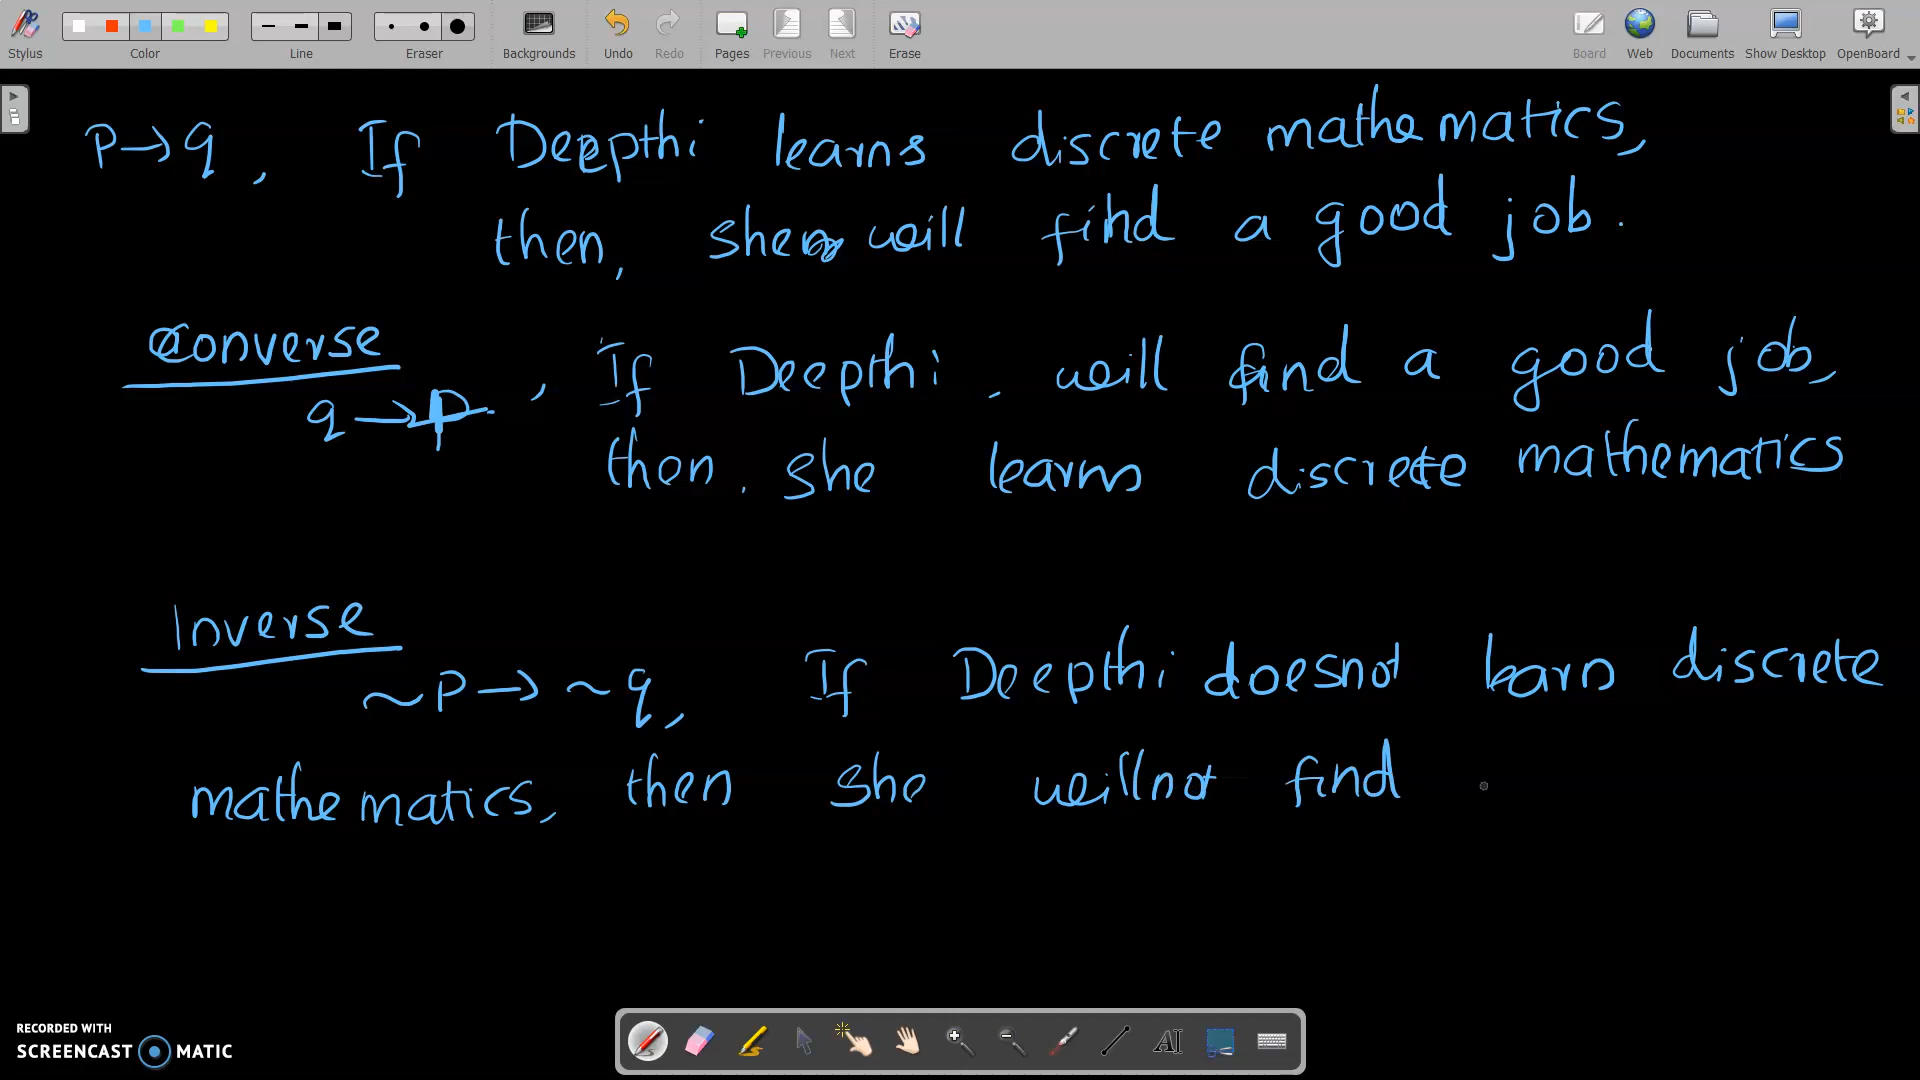 Stylus Color Line Eraser Backgrounds Undo Redo Pages Previous Next Erase Board Web Documents Show Desktop OpenBoard
P→q, If Deepthi learns discrete mathematics,
then, she will find a good job.
Converse
q→p, If Deepthi will find a good job,
then, she learns discrete mathematics
Inverse
~P→~q, If Deepthi doesnot learn discrete
mathematics, then she willnot find
RECORDED WITH
SCREENCAST MATIC